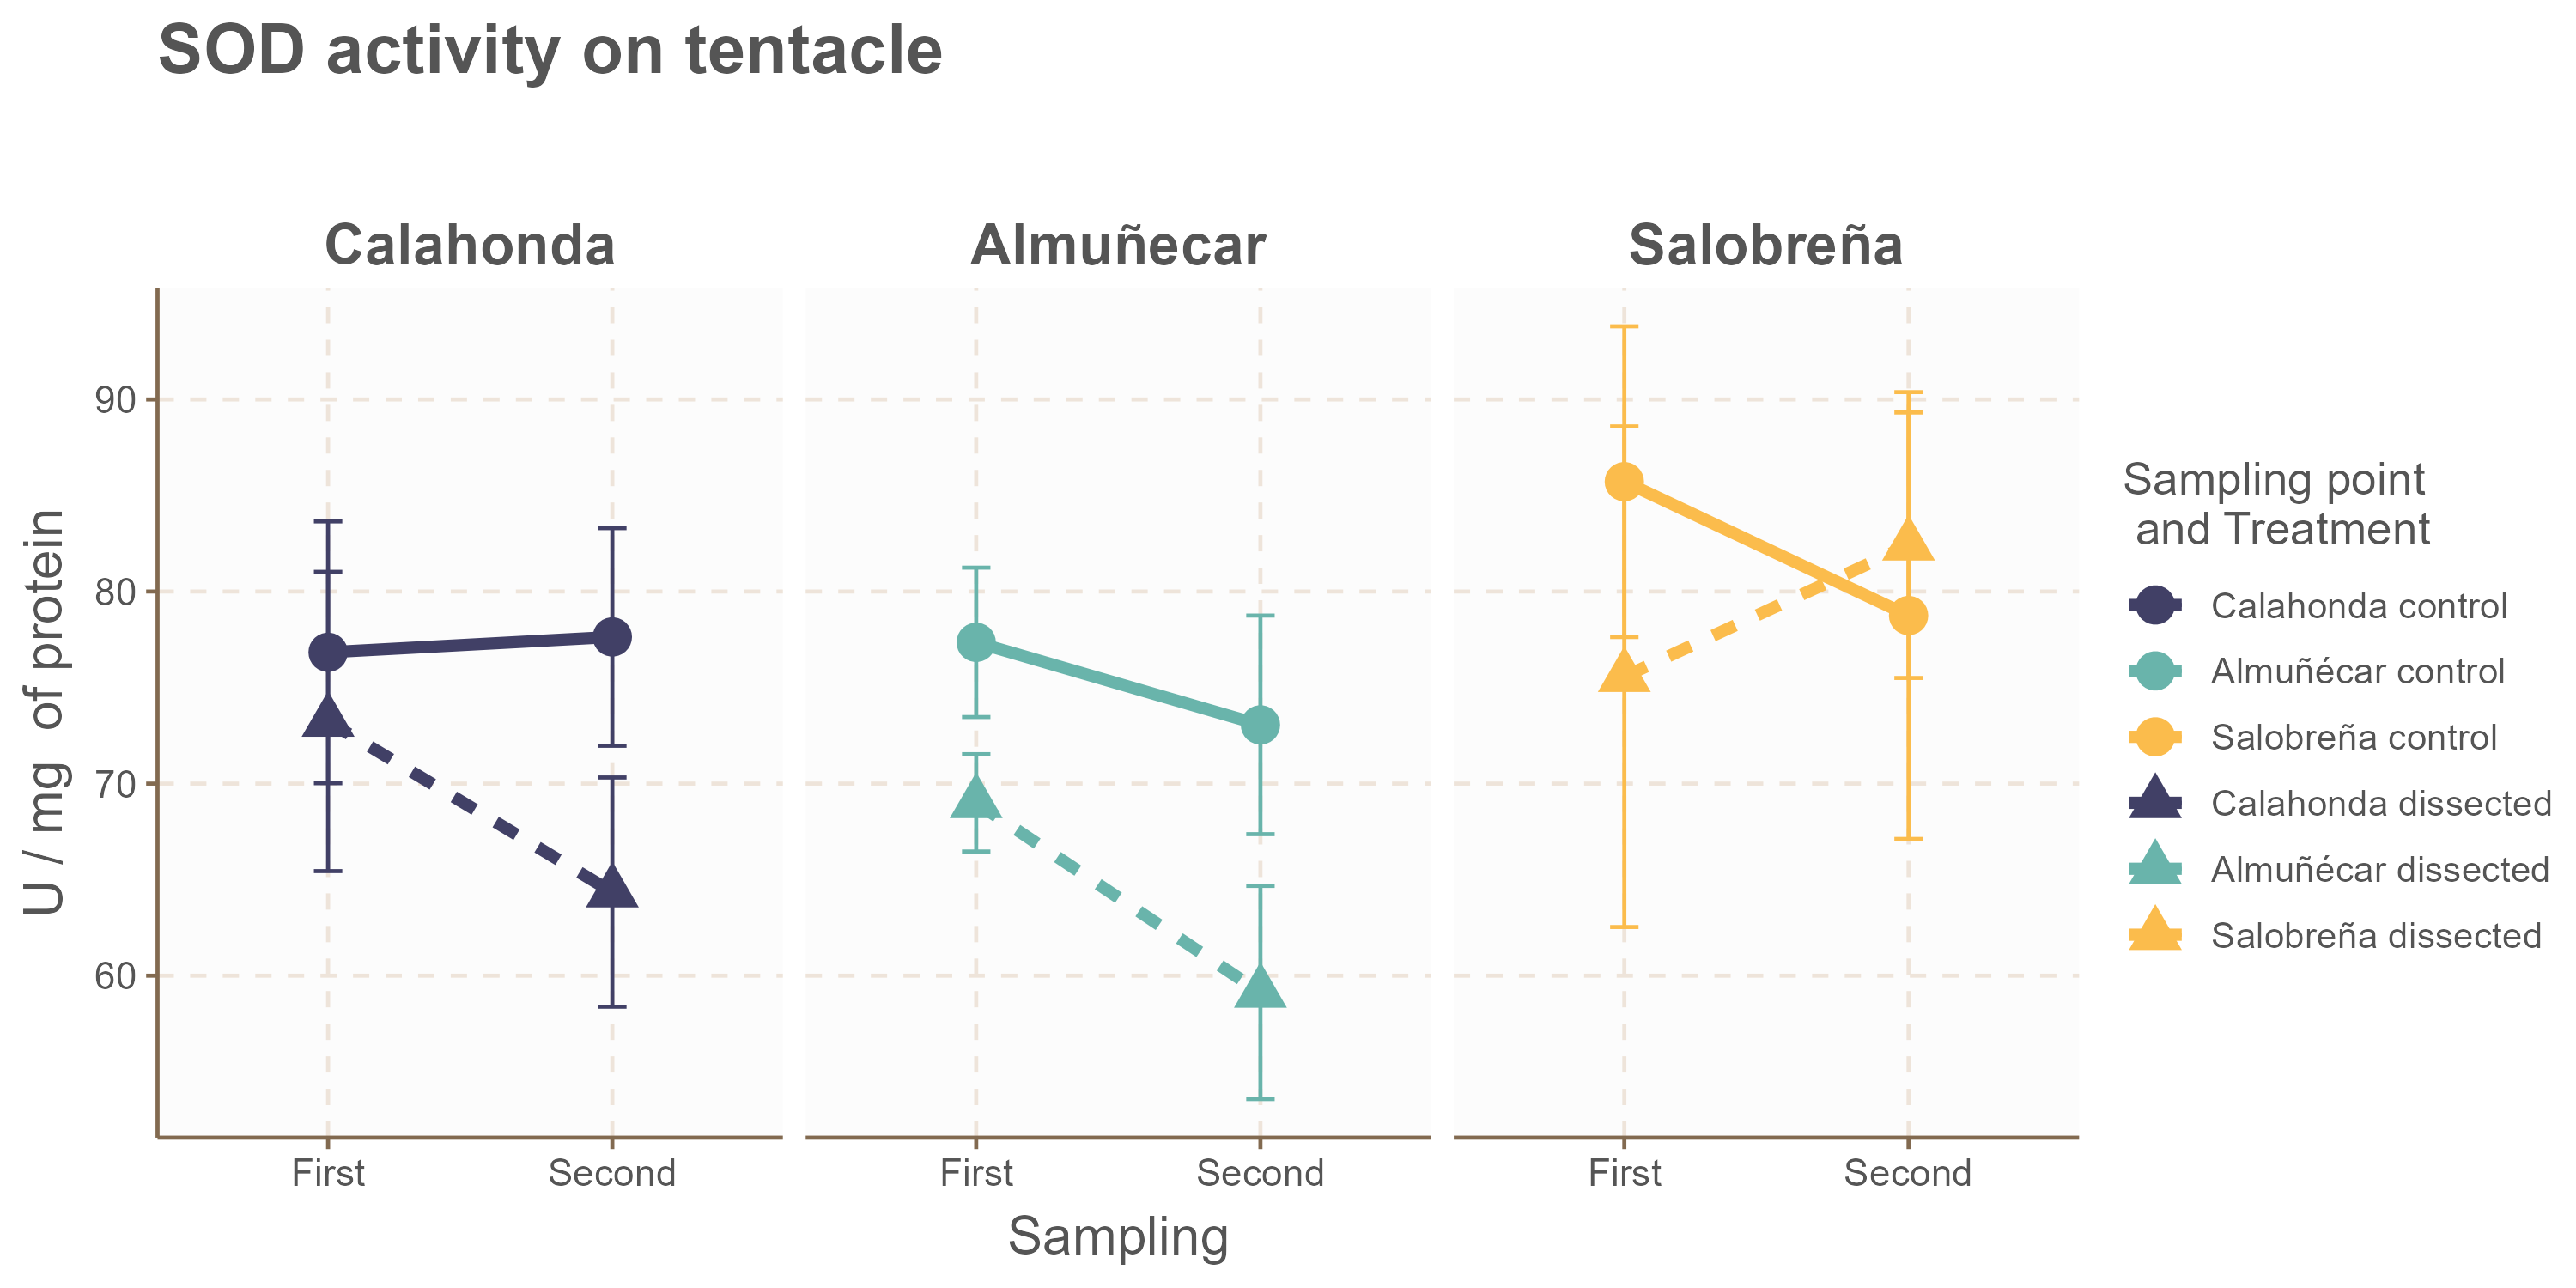 SOD activity on tentacle
Calahonda
Almuñecar
Salobreña
U / mg  of protein
90
80
70
60
First
Second
First
Second
First
Second
Sampling
Sampling point
and Treatment
Calahonda control
Almuñécar control
Salobreña control
Calahonda dissected
Almuñécar dissected
Salobreña dissected